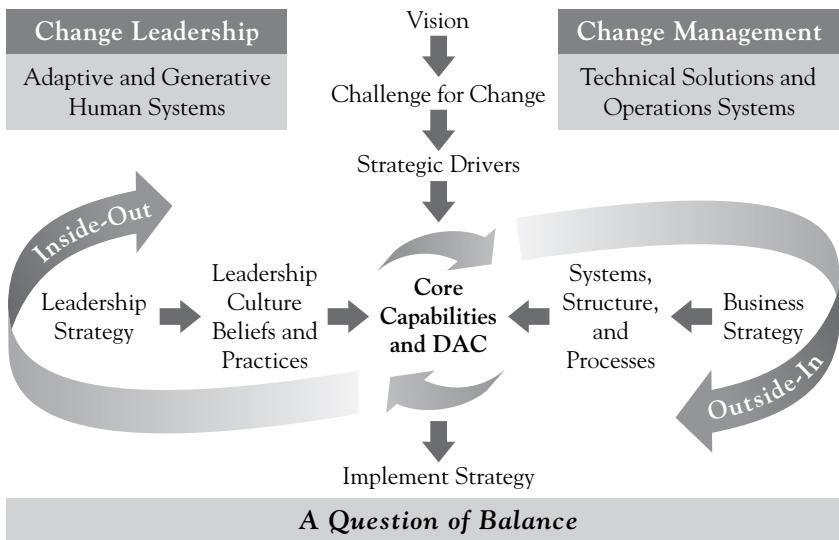 Change Leadership
Adaptive and Generative
Human Systems
Vision
Challenge for Change
Strategic Drivers
Change Management
Technical Solutions and
Operations Systems
Inside-Out
Leadership
Strategy
Leadership
Culture
Beliefs and
Practices
Core
Capabilities
and DAC
Systems,
Structure,
and
Processes
Business
Strategy
Outside-In
Implement Strategy
A Question of Balance